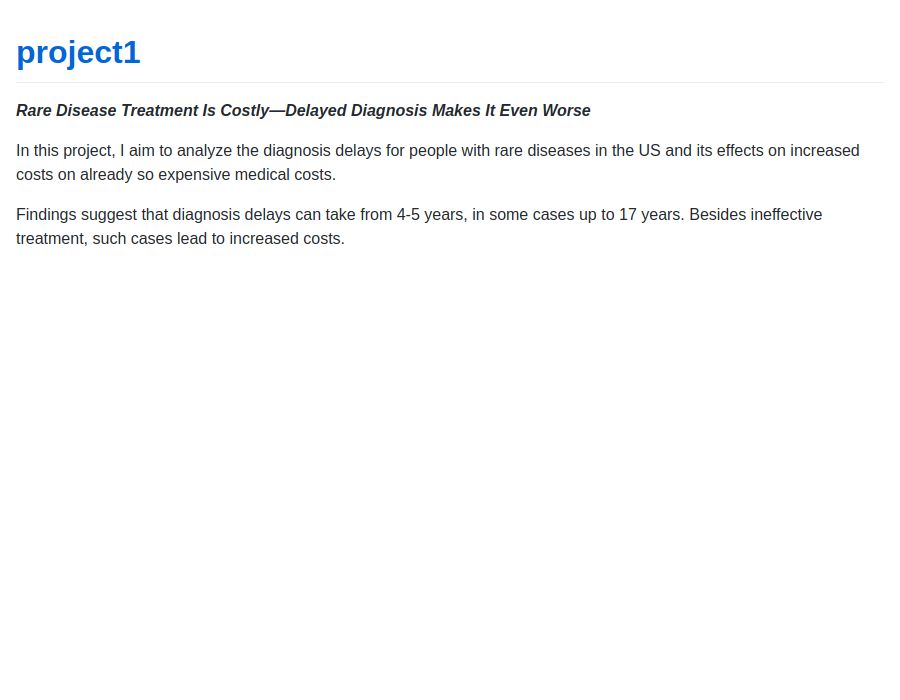 project1
Rare Disease Treatment Is Costly—Delayed Diagnosis Makes It Even Worse
In this project, I aim to analyze the diagnosis delays for people with rare diseases in the US and its effects on increased
costs on already so expensive medical costs.
Findings suggest that diagnosis delays can take from 4-5 years, in some cases up to 17 years. Besides ineffective
treatment, such cases lead to increased costs.